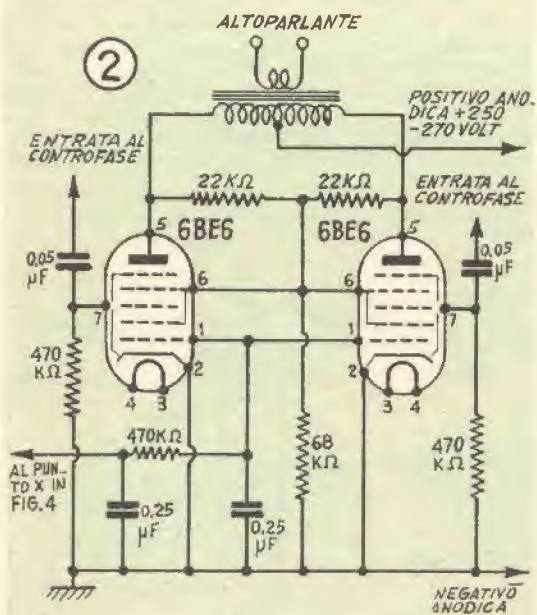 2
ALTOPARLANTE
POSITIVO ANO-
DICA +250
-270 VOLT
ENTRATA AL
CONTROFASE
22KΩ
22KΩ
ENTRATA AL
CONTROFASE
0,05
µF
5
6BE6
6BE6
5
0,05
µF
7
6
6
7
1
1
2
2
4
3
3
4
470
KΩ
470KΩ
68
KΩ
470
KΩ
AL PUN-
TO X IN
FIG.4
0,25
µF
0,25
µF
NEGATIVO
ANODICA